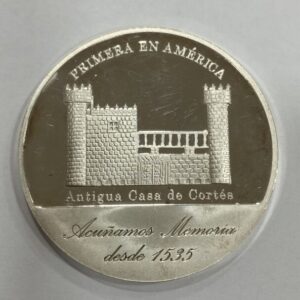 PRIMERA EN AMÉRICA
Antigua Casa de Cortés
Acuñamos Memoria
desde 1535